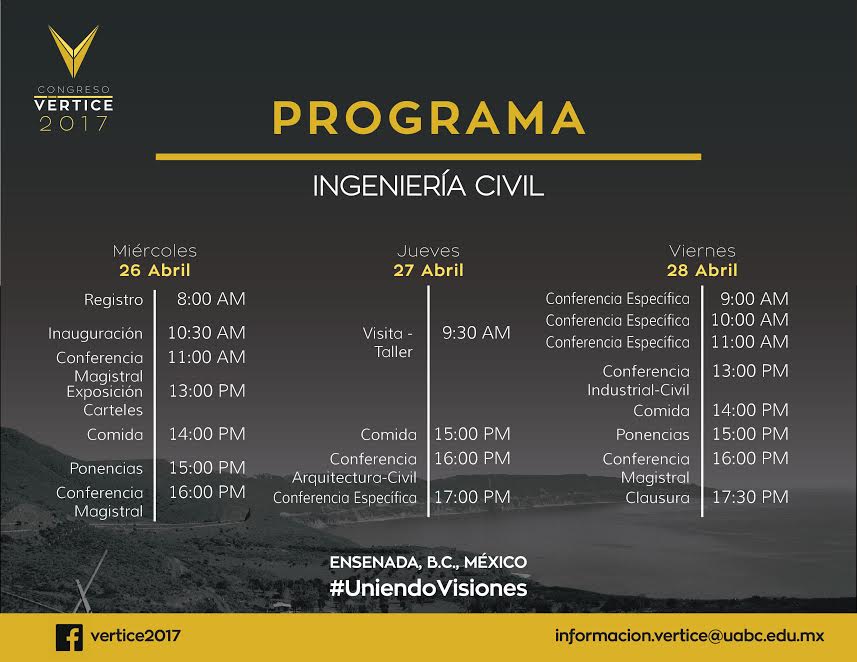 CONGRESO
VERTICE
2017
PROGRAMA
INGENIERÍA CIVIL
Miércoles
26 Abril
Registro 8:00 AM
Inauguración 10:30 AM
Conferencia 11:00 AM
Magistral
Exposición 13:00 PM
Carteles
Comida 14:00 PM
Ponencias 15:00 PM
Conferencia 16:00 PM
Magistral
Jueves
27 Abril
Visita - 9:30 AM
Taller
Comida 15:00 PM
Conferencia 16:00 PM
Arquitectura-Civil
Conferencia Específica 17:00 PM
Viernes
28 Abril
Conferencia Específica 9:00 AM
Conferencia Específica 10:00 AM
Conferencia Específica 11:00 AM
Conferencia 13:00 PM
Industrial-Civil
Comida 14:00 PM
Ponencias 15:00 PM
Conferencia 16:00 PM
Magistral
Clausura 17:30 PM
ENSENADA, B.C., MÉXICO
#UniendoVisiones
vertice2017
informacion.vertice@uabc.edu.mx